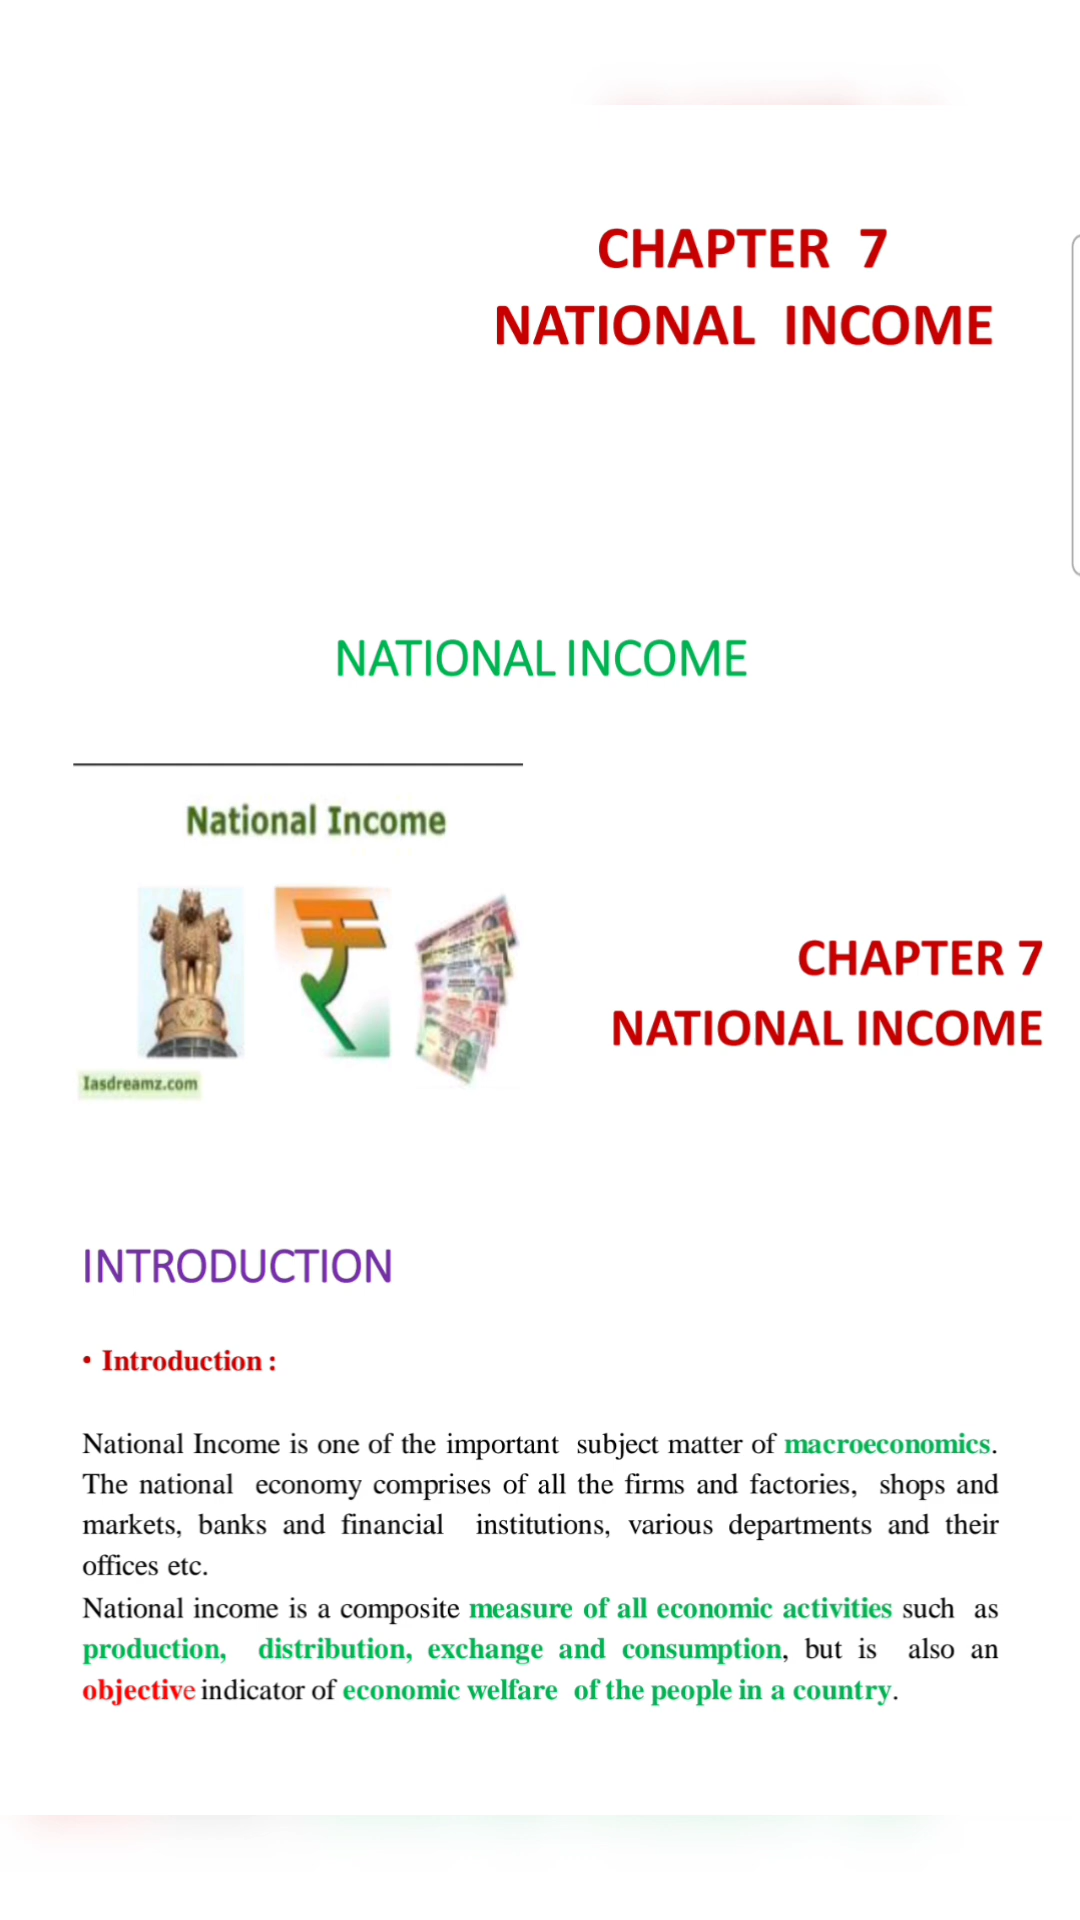 CHAPTER 7
NATIONAL INCOME
NATIONAL INCOME
National Income
Iasdreamz.com
CHAPTER 7
NATIONAL INCOME
INTRODUCTION
• Introduction :
National Income is one of the important subject matter of macroeconomics.
The national economy comprises of all the firms and factories, shops and
markets, banks and financial institutions, various departments and their
offices etc.
National income is a composite measure of all economic activities such as
production, distribution, exchange and consumption, but is also an
objective indicator of economic welfare of the people in a country.